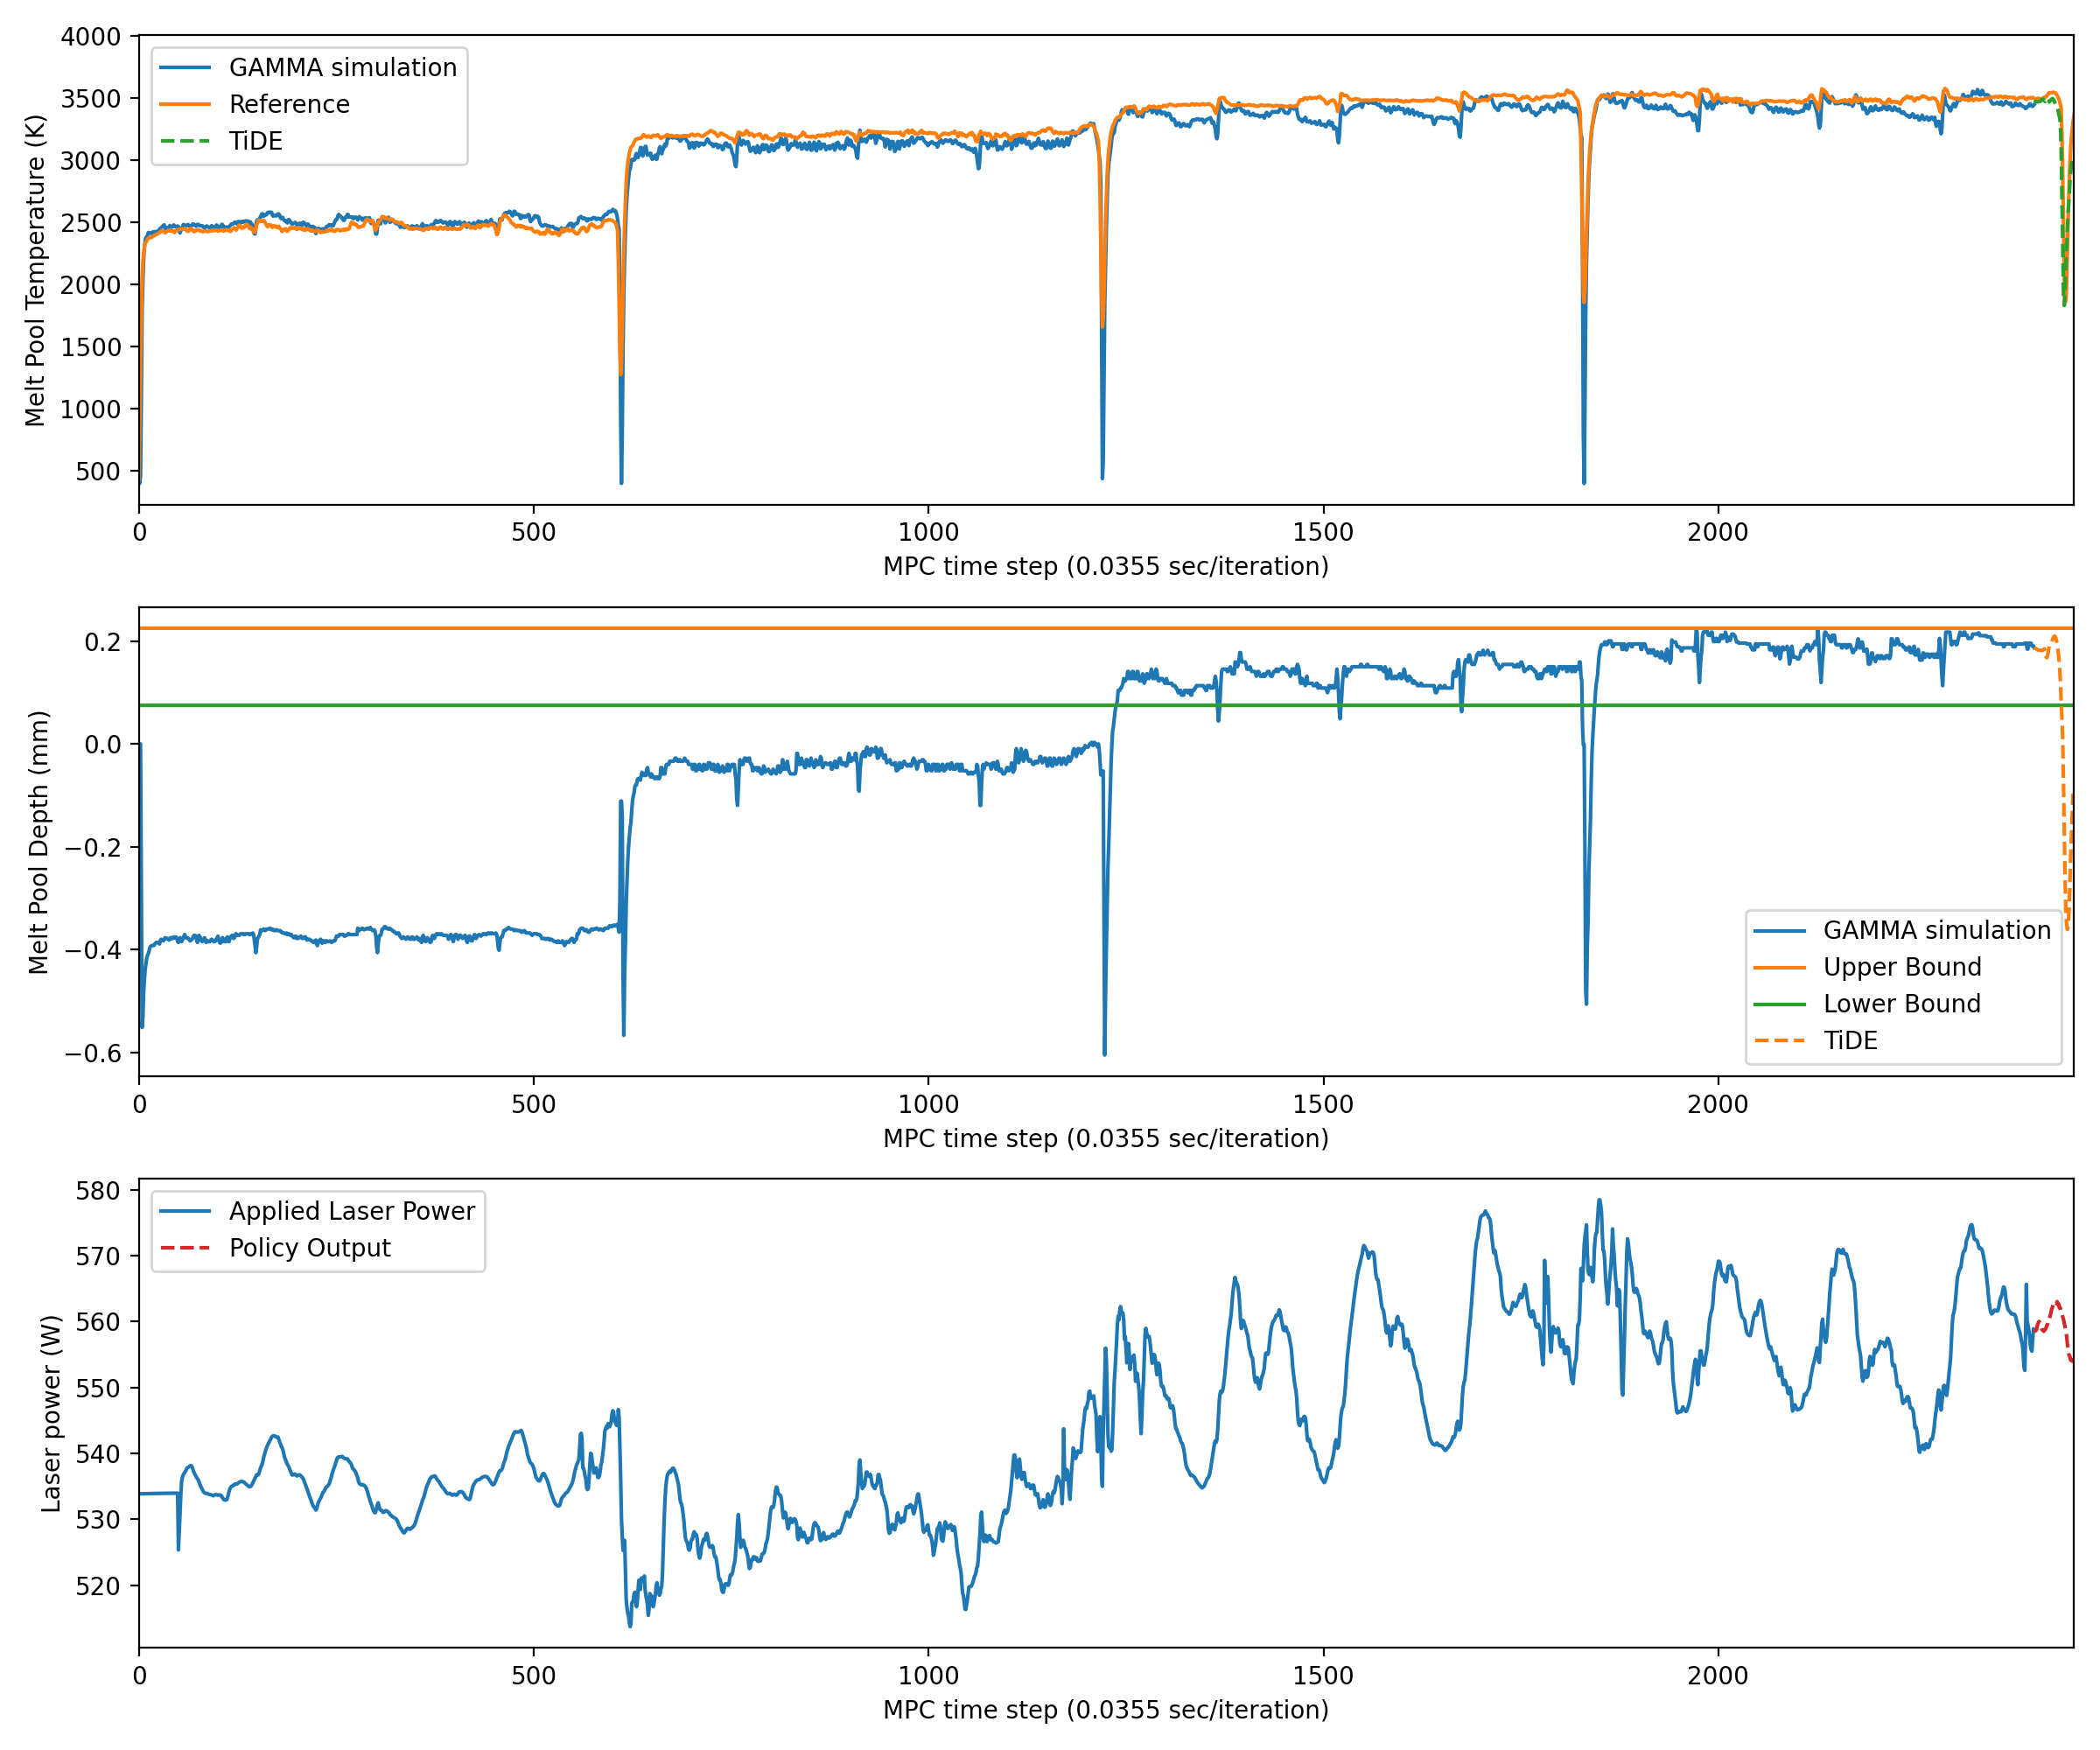 4000
3500
3000
2500
2000
1500
1000
500
Melt Pool Temperature (K)
GAMMA simulation
Reference
TiDE
0 500 1000 1500 2000
MPC time step (0.0355 sec/iteration)
0.2
0.0
−0.2
−0.4
−0.6
Melt Pool Depth (mm)
GAMMA simulation
Upper Bound
Lower Bound
TiDE
0 500 1000 1500 2000
MPC time step (0.0355 sec/iteration)
580
570
560
550
540
530
520
Laser power (W)
Applied Laser Power
Policy Output
0 500 1000 1500 2000
MPC time step (0.0355 sec/iteration)